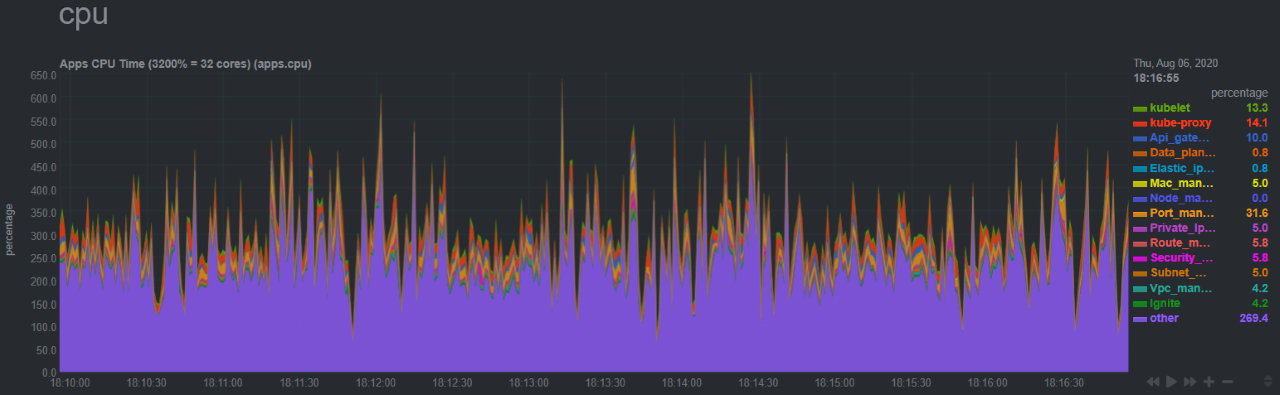 cpu
Apps CPU Time (3200% = 32 cores) (apps.cpu)
Thu, Aug 06, 2020
18:16:55
percentage
650.0
600.0
550.0
500.0
450.0
400.0
350.0
300.0
250.0
200.0
150.0
100.0
50.0
0.0
percentage
kubelet 13.3
kube-proxy 14.1
Api_gate... 10.0
Data_plan... 0.8
Elastic_ip... 0.8
Mac_man... 5.0
Node_ma... 0.0
Port_man... 31.6
Private_Ip... 5.0
Route_m... 5.8
Security_... 5.8
Subnet_... 5.0
Vpc_man... 4.2
Ignite 4.2
other 269.4
18:10:00 18:10:30 18:11:00 18:11:30 18:12:00 18:12:30 18:13:00 18:13:30 18:14:00 18:14:30 18:15:00 18:15:30 18:16:00 18:16:30